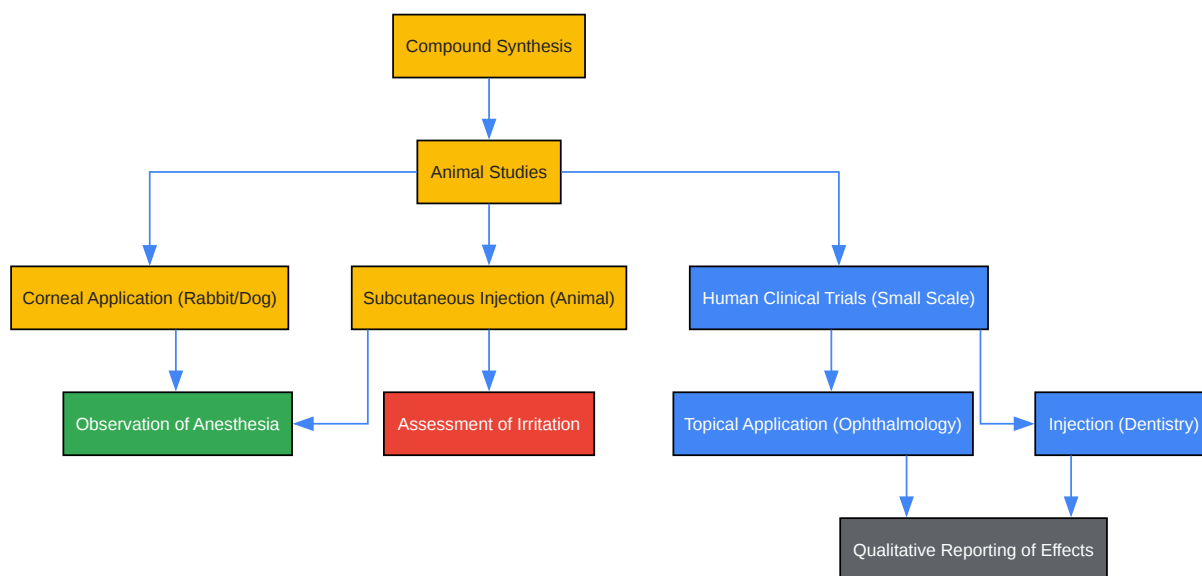 Compound Synthesis
Animal Studies
Corneal Application (Rabbit/Dog)
Subcutaneous Injection (Animal)
Human Clinical Trials (Small Scale)
Observation of Anesthesia
Assessment of Irritation
Topical Application (Ophthalmology)
Injection (Dentistry)
Qualitative Reporting of Effects